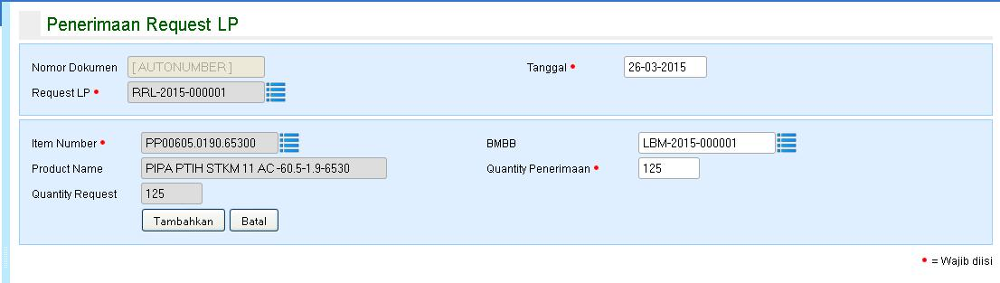 Penerimaan Request LP
Nomor Dokumen [ AUTONUMBER ] Tanggal • 26-03-2015
Request LP • RRL-2015-000001
Item Number • PP00605.0190.65300 BMBB LBM-2015-000001
Product Name PIPA PTIH STKM 11 AC -60.5-1.9-6530 Quantity Penerimaan • 125
Quantity Request 125
Tambahkan Batal
• = Wajib diisi